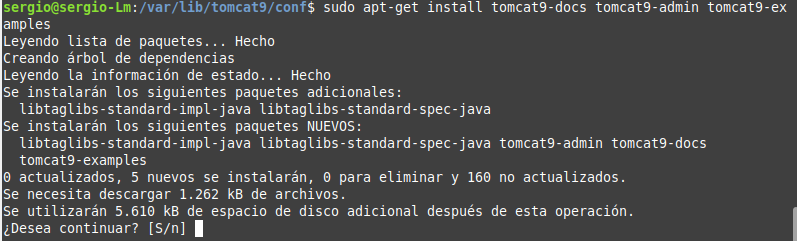 sergio@sergio-Lm:/var/lib/tomcat9/conf$ sudo apt-get install tomcat9-docs tomcat9-admin tomcat9-ex
amples
Leyendo lista de paquetes... Hecho
Creando árbol de dependencias
Leyendo la información de estado... Hecho
Se instalarán los siguientes paquetes adicionales:
  libtaglibs-standard-impl-java libtaglibs-standard-spec-java
Se instalarán los siguientes paquetes NUEVOS:
  libtaglibs-standard-impl-java libtaglibs-standard-spec-java tomcat9-admin tomcat9-docs
  tomcat9-examples
0 actualizados, 5 nuevos se instalarán, 0 para eliminar y 160 no actualizados.
Se necesita descargar 1.262 kB de archivos.
Se utilizarán 5.610 kB de espacio de disco adicional después de esta operación.
¿Desea continuar? [S/n]